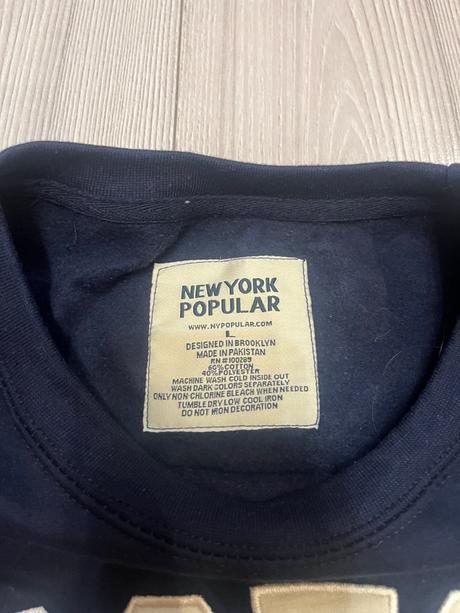 NEW YORK
POPULAR
WWW.NYPOPULAR.COM
L
DESIGNED IN BROOKLYN
MADE IN PAKISTAN
RN#100289
60% COTTON
40% POLYESTER
MACHINE WASH COLD INSIDE OUT
WASH DARK COLORS SEPARATELY
ONLY NON-CHLORINE BLEACH WHEN NEEDED
TUMBLE DRY LOW COOL IRON
DO NOT IRON DECORATION